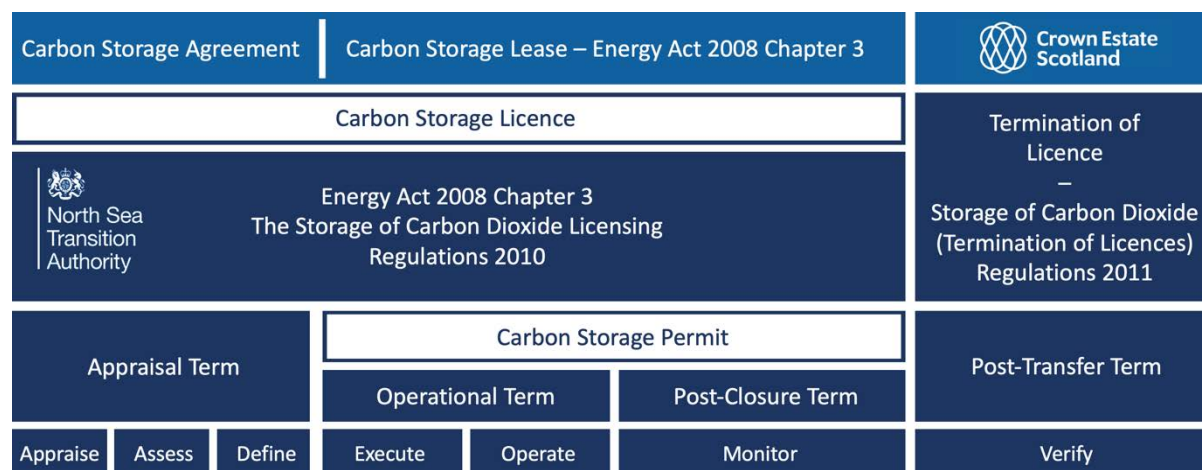 Carbon Storage Agreement
Carbon Storage Lease – Energy Act 2008 Chapter 3
Crown Estate
Scotland
Carbon Storage Licence
North Sea
Transition
Authority
Energy Act 2008 Chapter 3
The Storage of Carbon Dioxide Licensing
Regulations 2010
Termination of
Licence
–
Storage of Carbon Dioxide
(Termination of Licences)
Regulations 2011
Appraisal Term
Carbon Storage Permit
Operational Term
Post-Closure Term
Post-Transfer Term
Appraise
Assess
Define
Execute
Operate
Monitor
Verify